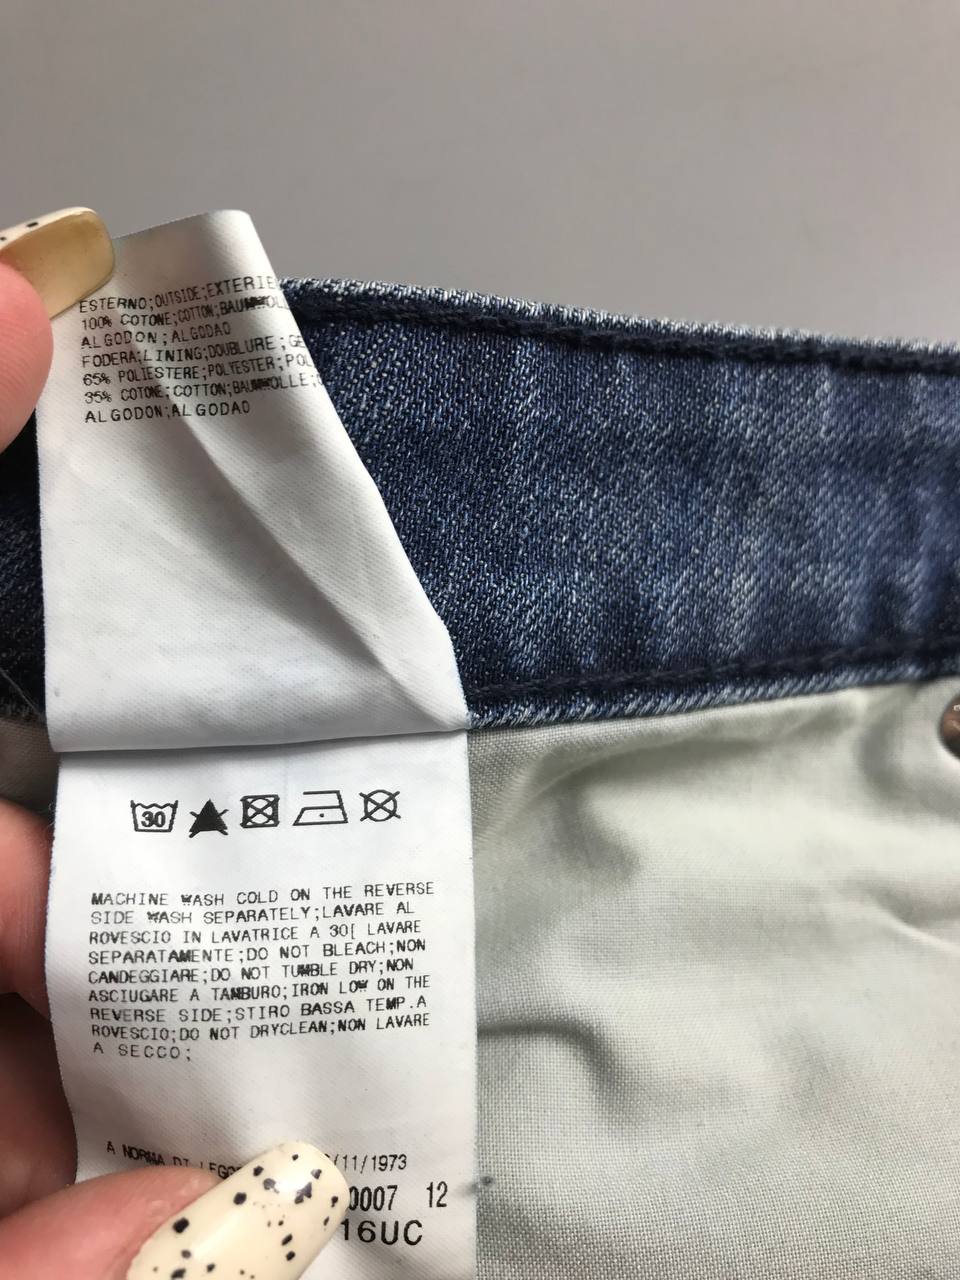 ESTERNO;OUTSIDE;EXTERIE
100% COTONE;COTTON;BAUMWOLL
ALGODON;ALGODAO
FODERA;LINING;DOUBLURE;GE
65% POLIESTERE;POLYESTER;POL
35% COTONE;COTTON;BAUMWOLLE;
ALGODON;ALGODAO
30
MACHINE WASH COLD ON THE REVERSE
SIDE WASH SEPARATELY;LAVARE AL
ROVESCIO IN LAVATRICE A 30[ LAVARE
SEPARATAMENTE;DO NOT BLEACH;NON
CANDEGGIARE;DO NOT TUMBLE DRY;NON
ASCIUGARE A TAMBURO;IRON LOW ON THE
REVERSE SIDE;STIRO BASSA TEMP.A
ROVESCIO;DO NOT DRYCLEAN;NON LAVARE
A SECCO;
A NORMA DI LEGG /11/1973
0007 12
16UC